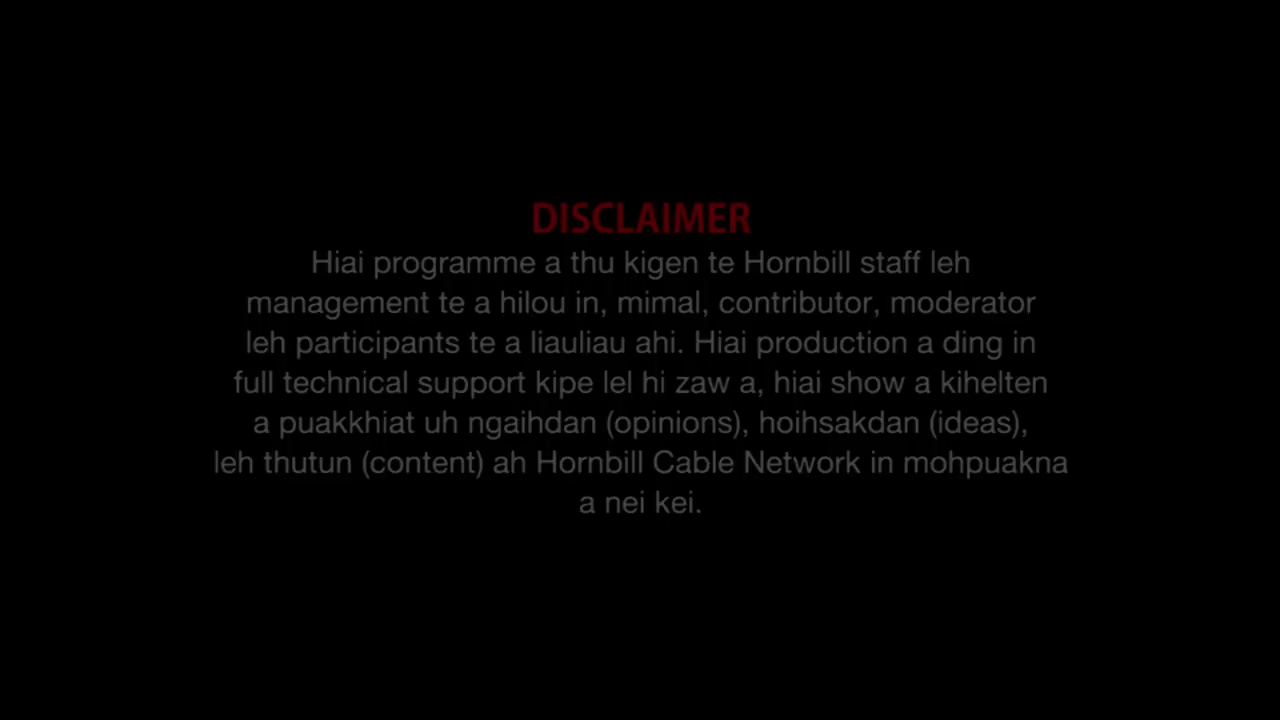 DISCLAIMER
Hiai programme a thu kigen te Hornbill staff leh
management te a hilou in, mimal, contributor, moderator
leh participants te a liauliau ahi. Hiai production a ding in
full technical support kipe lel hi zaw a, hiai show a kihelten
a puakkhiat uh ngaihdan (opinions), hoihsakdan (ideas),
leh thutun (content) ah Hornbill Cable Network in mohpuakna
a nei kei.